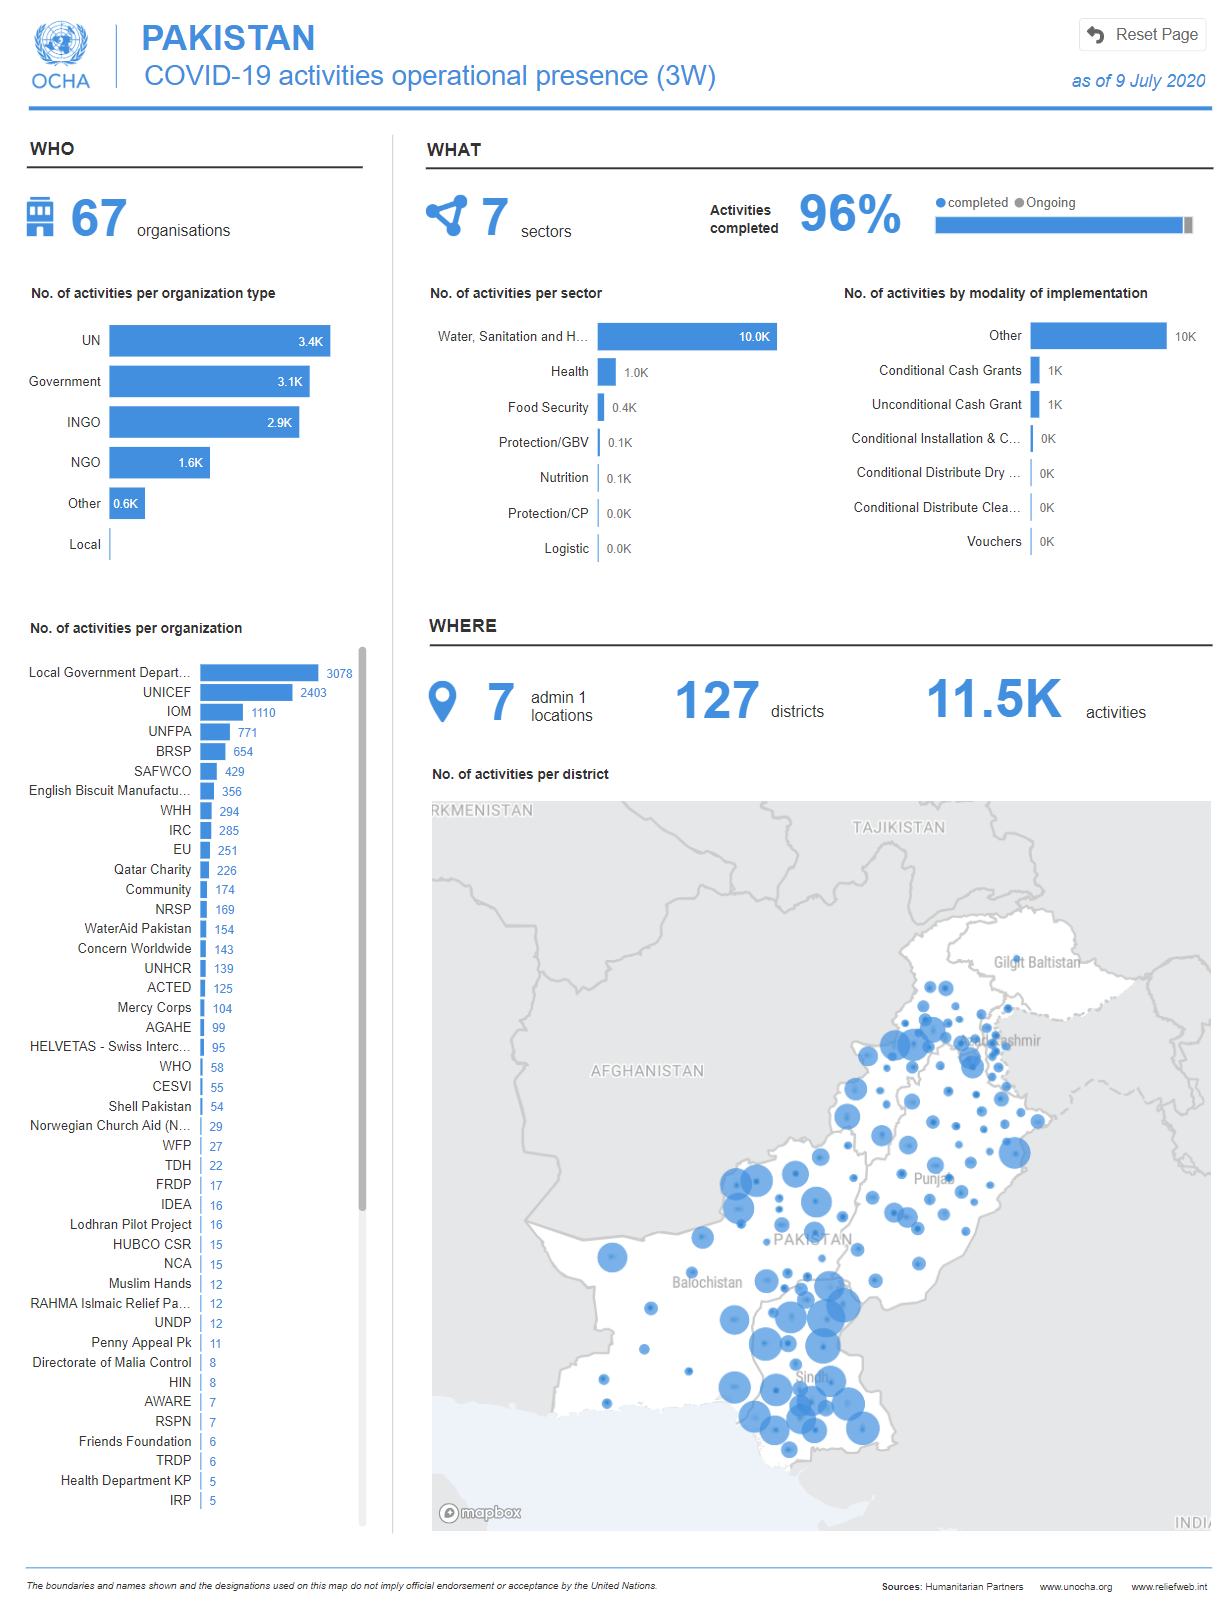 OCHA
PAKISTAN
COVID-19 activities operational presence (3W)
Reset Page
as of 9 July 2020
WHO
67 organisations
No. of activities per organization type
UN 3.4K
Government 3.1K
INGO 2.9K
NGO 1.6K
Other 0.6K
Local
No. of activities per organization
Local Government Depart... 3078
UNICEF 2403
IOM 1110
UNFPA 771
BRSP 654
SAFWCO 429
English Biscuit Manufactu... 356
WHH 294
IRC 285
EU 251
Qatar Charity 226
Community 174
NRSP 169
WaterAid Pakistan 154
Concern Worldwide 143
UNHCR 139
ACTED 125
Mercy Corps 104
AGAHE 99
HELVETAS - Swiss Interc... 95
WHO 58
CESVI 55
Shell Pakistan 54
Norwegian Church Aid (N... 29
WFP 27
TDH 22
FRDP 17
IDEA 16
Lodhran Pilot Project 16
HUBCO CSR 15
NCA 15
Muslim Hands 12
RAHMA Islmaic Relief Pa... 12
UNDP 12
Penny Appeal Pk 11
Directorate of Malia Control 8
HIN 8
AWARE 7
RSPN 7
Friends Foundation 6
TRDP 6
Health Department KP 5
IRP 5
WHAT
7 sectors
Activities
completed
96%
completed Ongoing
No. of activities per sector
Water, Sanitation and H... 10.0K
Health 1.0K
Food Security 0.4K
Protection/GBV 0.1K
Nutrition 0.1K
Protection/CP 0.0K
Logistic 0.0K
No. of activities by modality of implementation
Other 10K
Conditional Cash Grants 1K
Unconditional Cash Grant 1K
Conditional Installation & C... 0K
Conditional Distribute Dry ... 0K
Conditional Distribute Clea... 0K
Vouchers 0K
WHERE
7 admin 1
locations
127 districts
11.5K activities
No. of activities per district
RKMENISTAN
TAJIKISTAN
Gilgit Baltistan
Azad Kashmir
AFGHANISTAN
Punjab
PAKISTAN
Balochistan
Sindh
mapbox
INDIA
The boundaries and names shown and the designations used on this map do not imply official endorsement or acceptance by the United Nations.
Sources: Humanitarian Partners www.unocha.org www.reliefweb.int